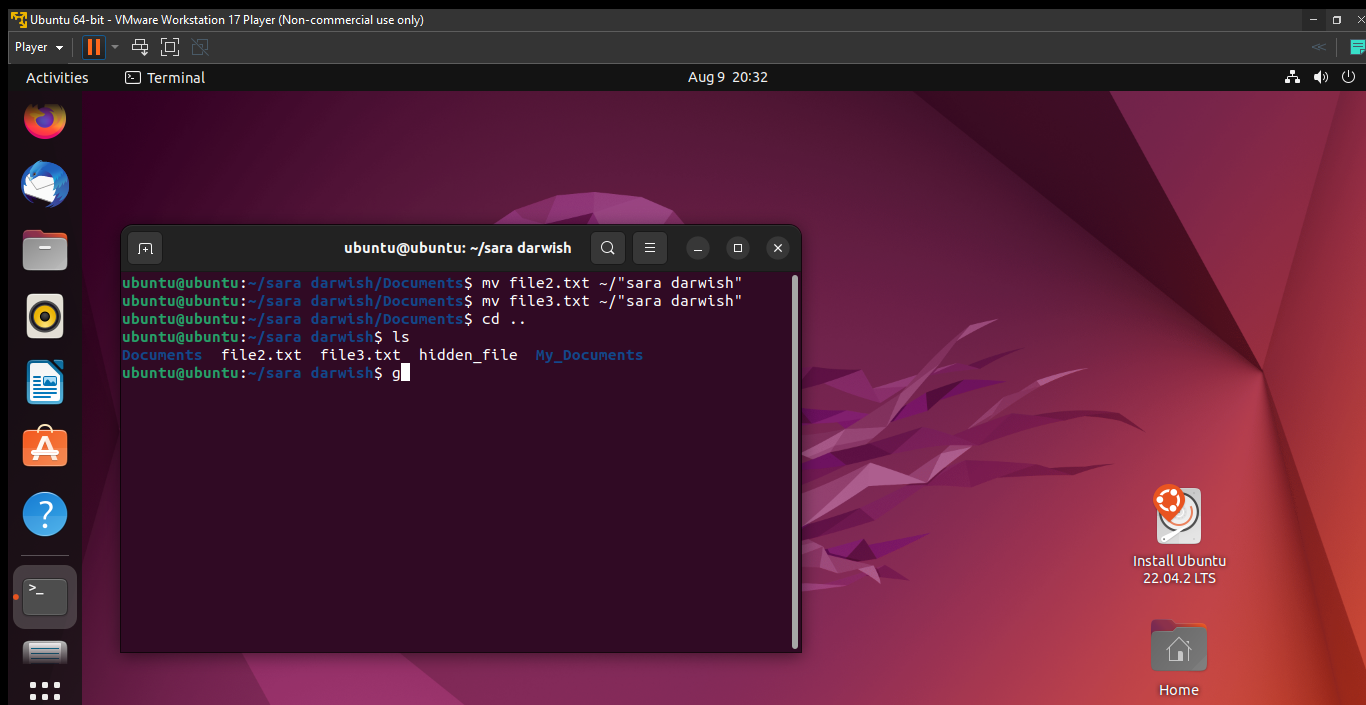 Ubuntu 64-bit - VMware Workstation 17 Player (Non-commercial use only)
Player
Activities
Terminal
Aug 9 20:32
ubuntu@ubuntu: ~/sara darwish
ubuntu@ubuntu:~/sara darwish/Documents$ mv file2.txt ~/"sara darwish"
ubuntu@ubuntu:~/sara darwish/Documents$ mv file3.txt ~/"sara darwish"
ubuntu@ubuntu:~/sara darwish/Documents$ cd ..
ubuntu@ubuntu:~/sara darwish$ ls
Documents file2.txt file3.txt hidden_file My_Documents
ubuntu@ubuntu:~/sara darwish$ g
Install Ubuntu
22.04.2 LTS
Home